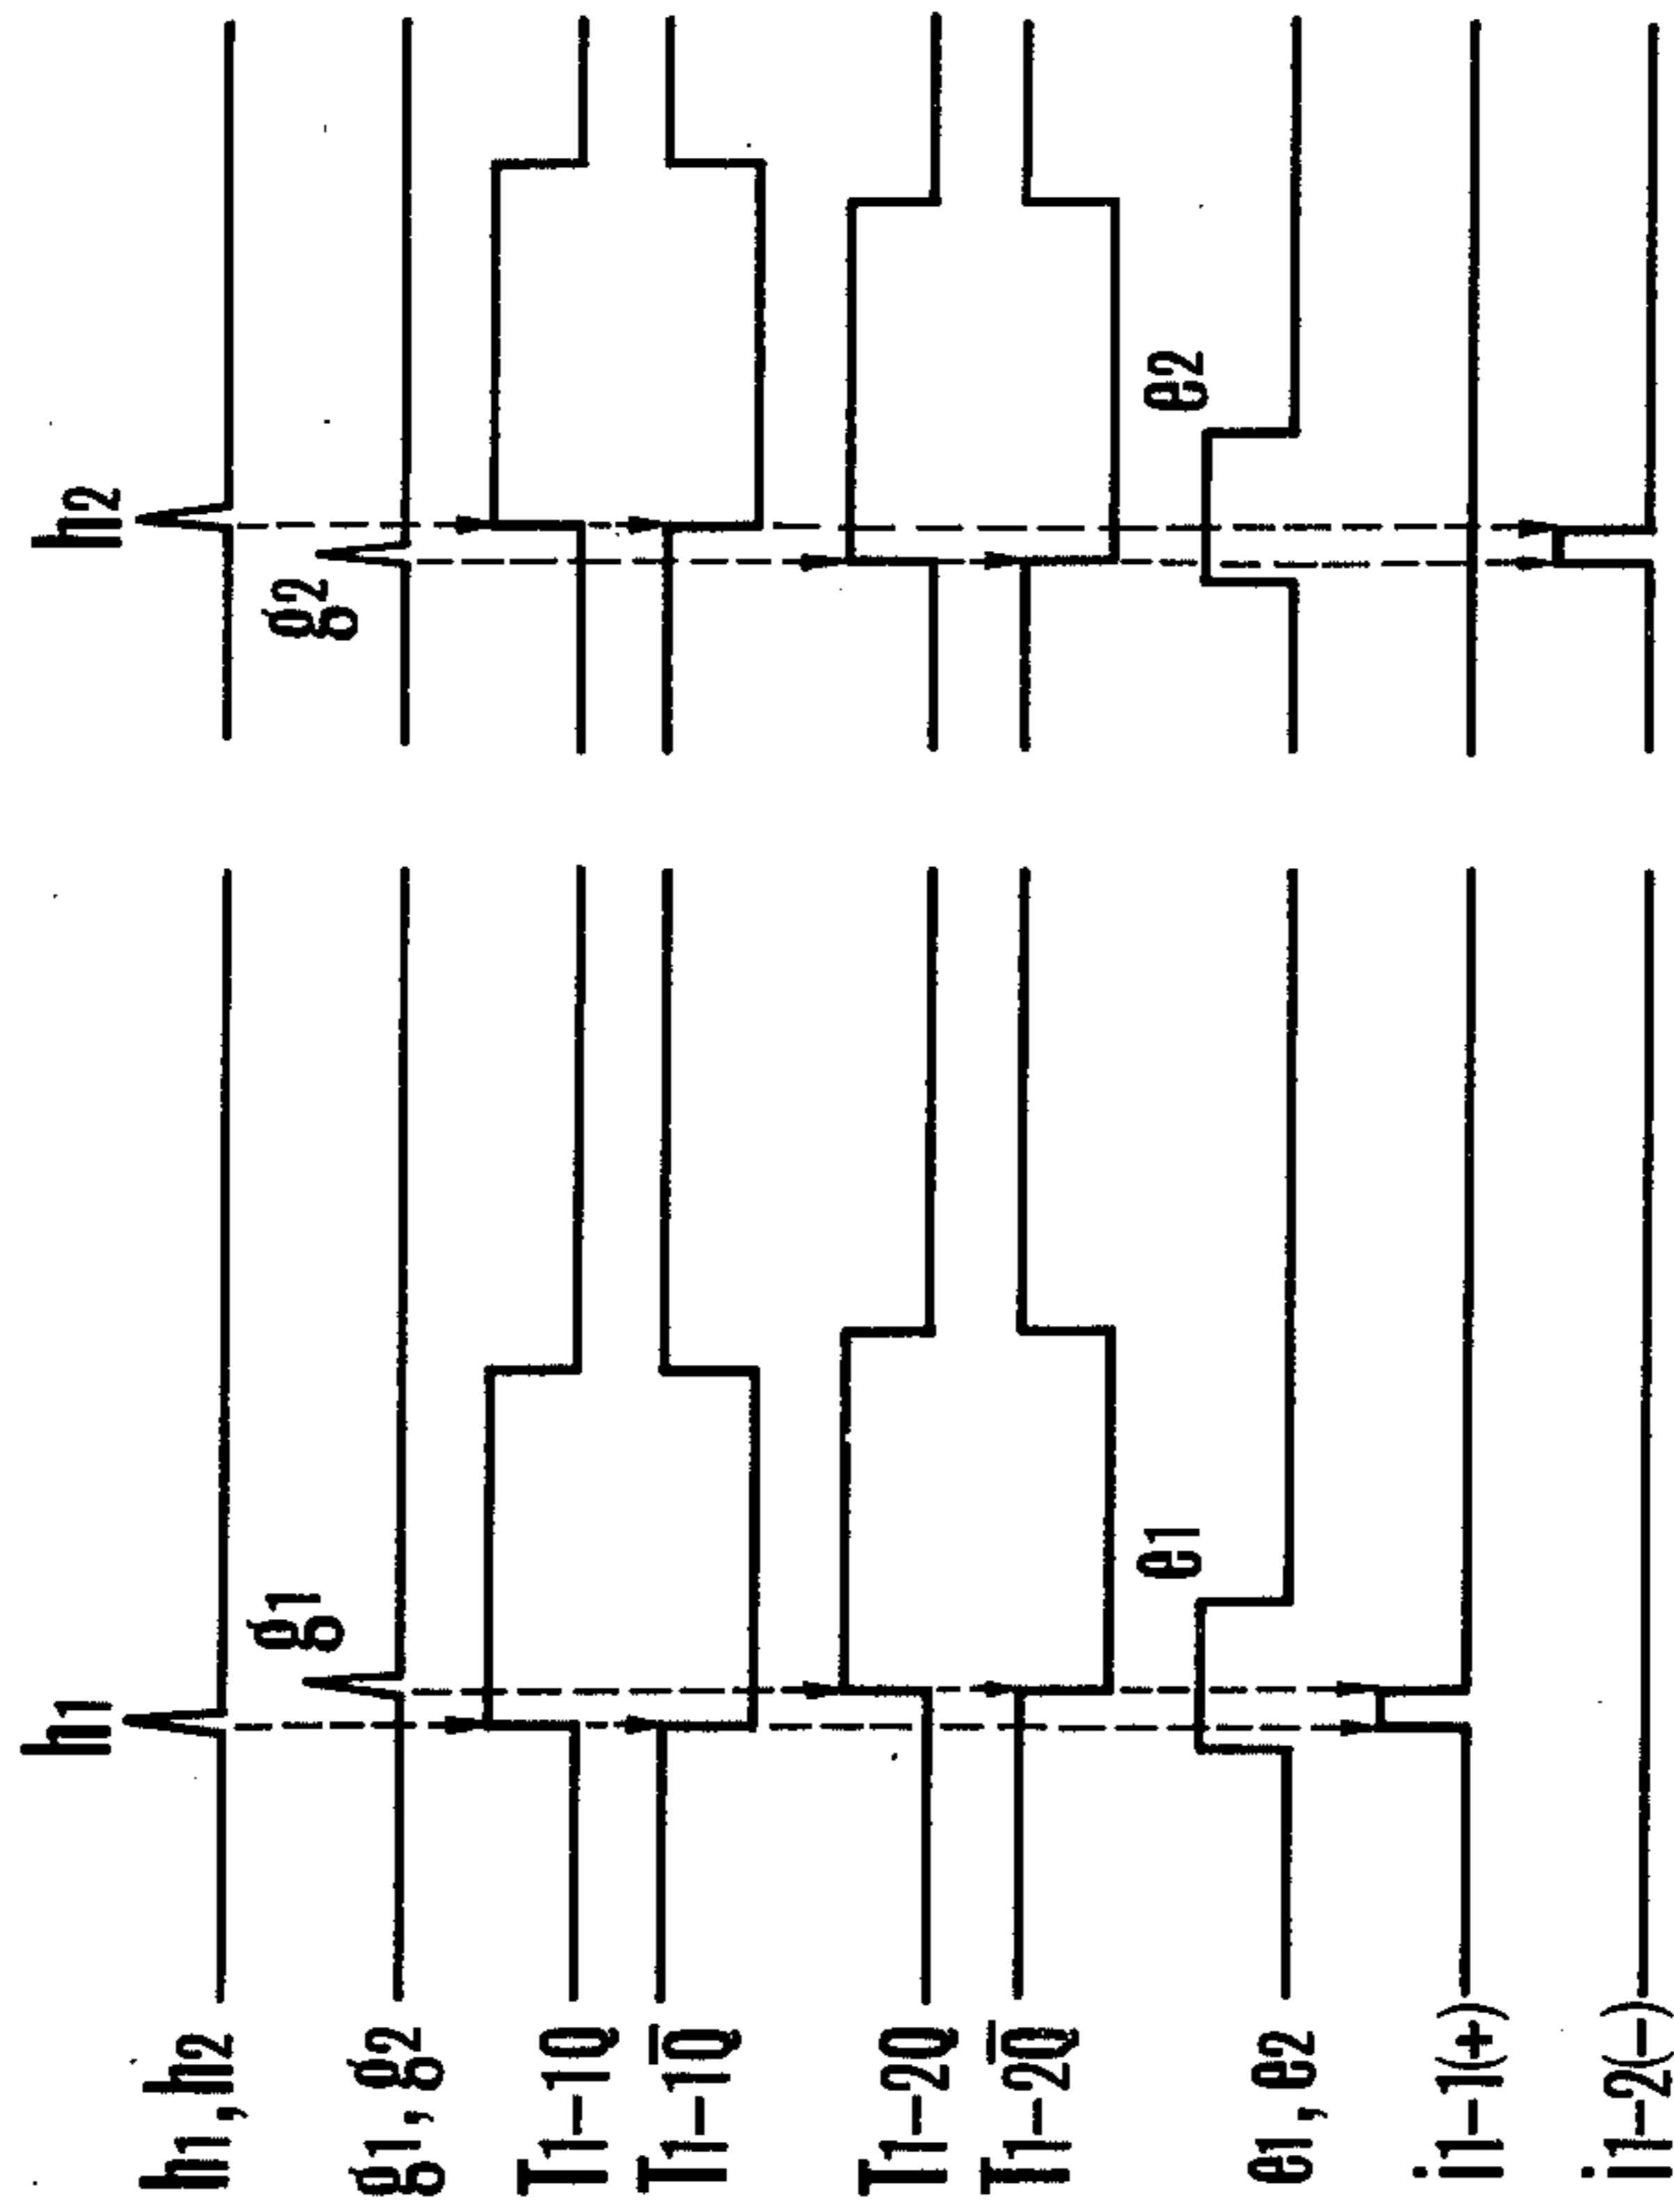 h1
h2
g1
g2
e1
e2
h1, h2
g1, g2
T1-1Q
T1-1Q̅
T1-2Q
T1-2Q̅
e1, e2
i1-1(+)
i1-2(-)